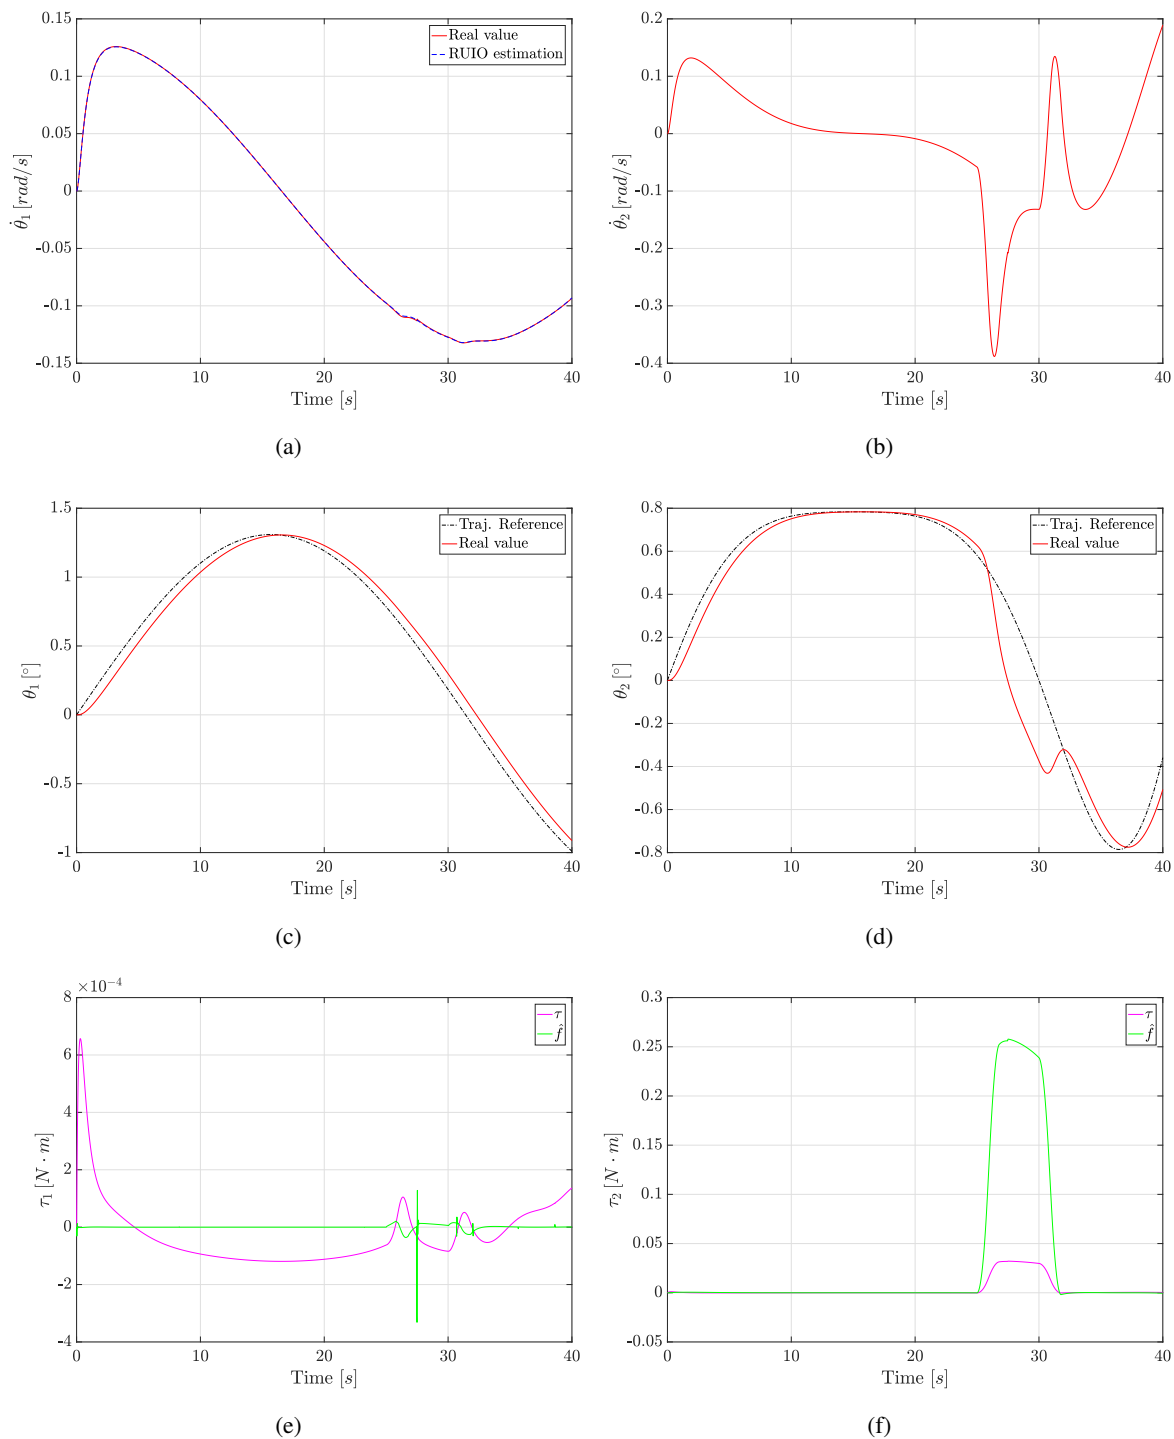 0.15
0.1
0.05
0
-0.05
-0.1
-0.15
θ̇₁ [rad/s]
Real value
RUIO estimation
0 10 20 30 40
Time [s]
(a)
0.2
0.1
0
-0.1
-0.2
-0.3
-0.4
θ̇₂ [rad/s]
0 10 20 30 40
Time [s]
(b)
1.5
1
0.5
0
-0.5
-1
θ₁ [°]
Traj. Reference
Real value
0 10 20 30 40
Time [s]
(c)
0.8
0.6
0.4
0.2
0
-0.2
-0.4
-0.6
-0.8
θ₂ [°]
Traj. Reference
Real value
0 10 20 30 40
Time [s]
(d)
×10⁻⁴
8
6
4
2
0
-2
-4
τ₁ [N · m]
τ
f̂
0 10 20 30 40
Time [s]
(e)
0.3
0.25
0.2
0.15
0.1
0.05
0
-0.05
τ₂ [N · m]
τ
f̂
0 10 20 30 40
Time [s]
(f)